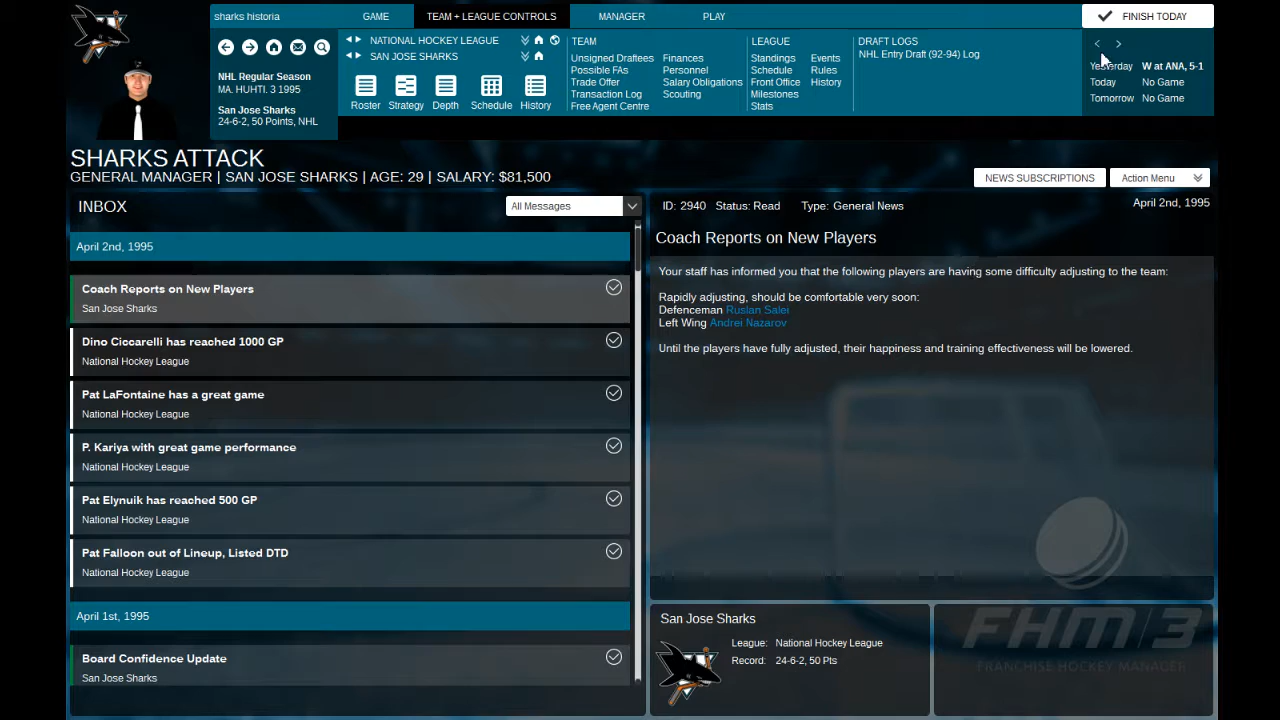 sharks historia
GAME
TEAM + LEAGUE CONTROLS
MANAGER
PLAY
FINISH TODAY
NATIONAL HOCKEY LEAGUE
SAN JOSE SHARKS
TEAM
Unsigned Draftees
Finances
Possible FAs
Personnel
Trade Offer
Salary Obligations
Transaction Log
Scouting
Free Agent Centre
LEAGUE
Standings
Events
Schedule
Rules
Front Office
History
Milestones
Stats
DRAFT LOGS
NHL Entry Draft (92-94) Log
< >
Yesterday W at ANA, 5-1
Today No Game
Tomorrow No Game
NHL Regular Season
MA. HUHTI. 3 1995
San Jose Sharks
24-6-2, 50 Points, NHL
Roster
Strategy
Depth
Schedule
History
SHARKS ATTACK
GENERAL MANAGER | SAN JOSE SHARKS | AGE: 29 | SALARY: $81,500
NEWS SUBSCRIPTIONS
Action Menu
INBOX
All Messages
April 2nd, 1995
Coach Reports on New Players
San Jose Sharks
Dino Ciccarelli has reached 1000 GP
National Hockey League
Pat LaFontaine has a great game
National Hockey League
P. Kariya with great game performance
National Hockey League
Pat Elynuik has reached 500 GP
National Hockey League
Pat Falloon out of Lineup, Listed DTD
National Hockey League
April 1st, 1995
Board Confidence Update
San Jose Sharks
ID: 2940 Status: Read Type: General News
April 2nd, 1995
Coach Reports on New Players
Your staff has informed you that the following players are having some difficulty adjusting to the team:
Rapidly adjusting, should be comfortable very soon:
Defenceman Ruslan Salei
Left Wing Andrei Nazarov
Until the players have fully adjusted, their happiness and training effectiveness will be lowered.
San Jose Sharks
League: National Hockey League
Record: 24-6-2, 50 Pts
FHM/3
FRANCHISE HOCKEY MANAGER